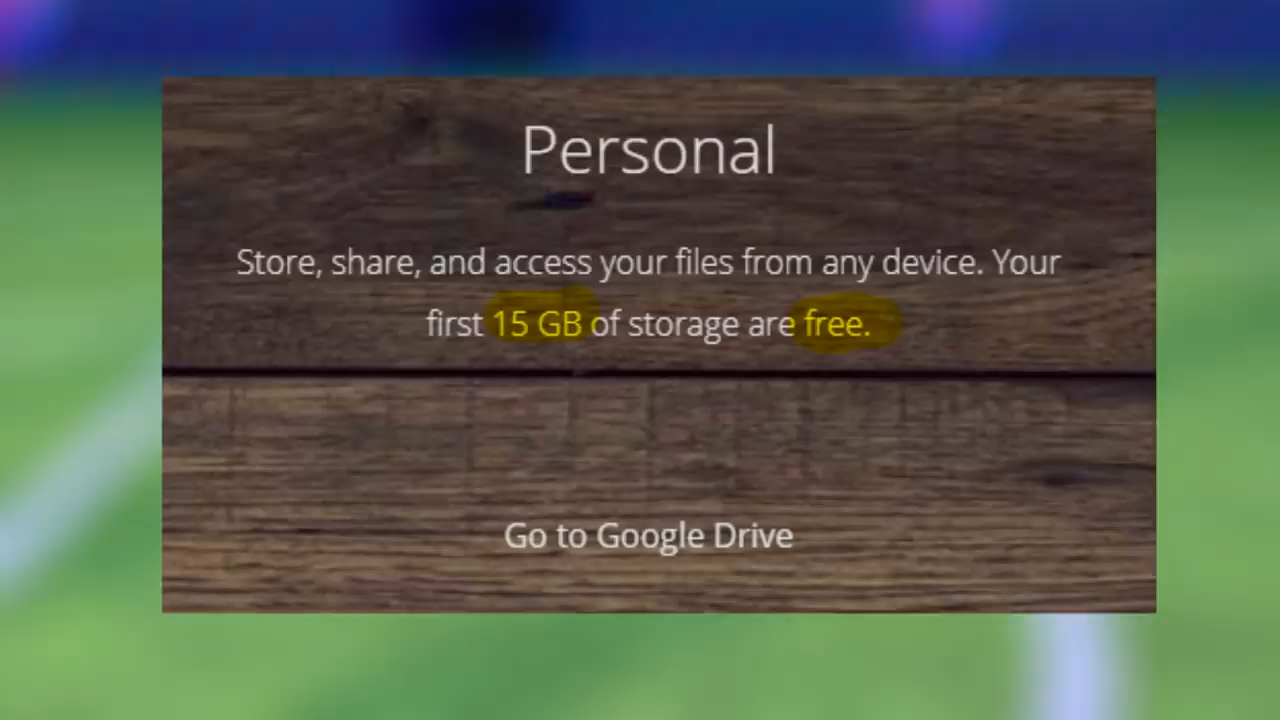 Personal
Store, share, and access your files from any device. Your
first 15 GB of storage are free.
Go to Google Drive